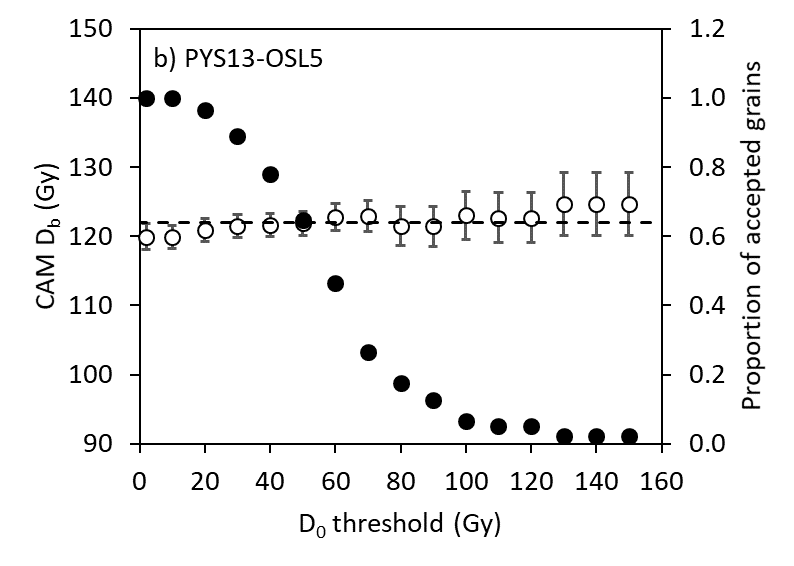 b) PYS13-OSL5
CAM D_b (Gy)
150
140
130
120
110
100
90
1.2
1.0
0.8
0.6
0.4
0.2
0.0
Proportion of accepted grains
0 20 40 60 80 100 120 140 160
D_0 threshold (Gy)